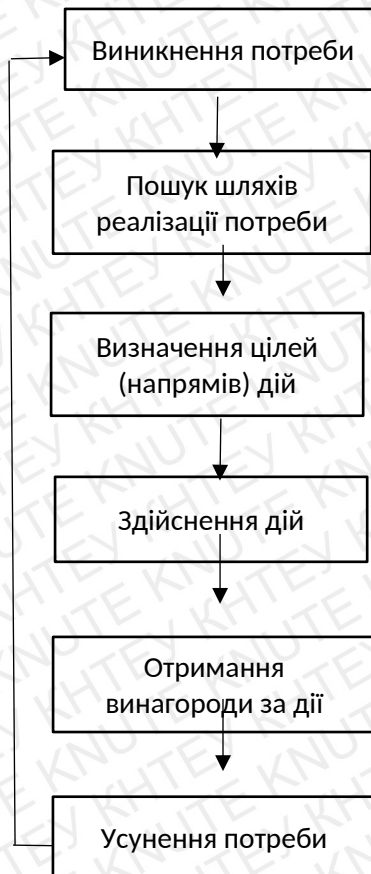 Виникнення потреби
Пошук шляхів
реалізації потреби
Визначення цілей
(напрямів) дій
Здійснення дій
Отримання
винагороди за дії
Усунення потреби